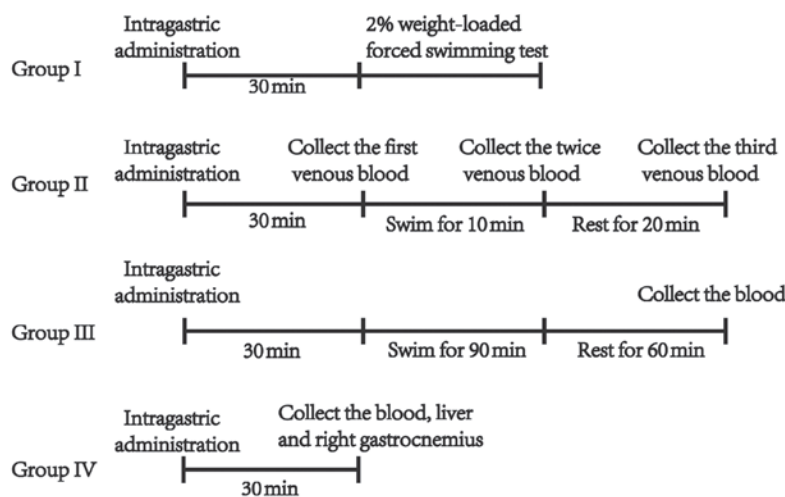 Intragastric
administration
2% weight-loaded
forced swimming test
Group I
30 min
Intragastric
administration
Collect the first
venous blood
Collect the twice
venous blood
Collect the third
venous blood
Group II
30 min
Swim for 10 min
Rest for 20 min
Intragastric
administration
Collect the blood
Group III
30 min
Swim for 90 min
Rest for 60 min
Intragastric
administration
Collect the blood, liver
and right gastrocnemius
Group IV
30 min